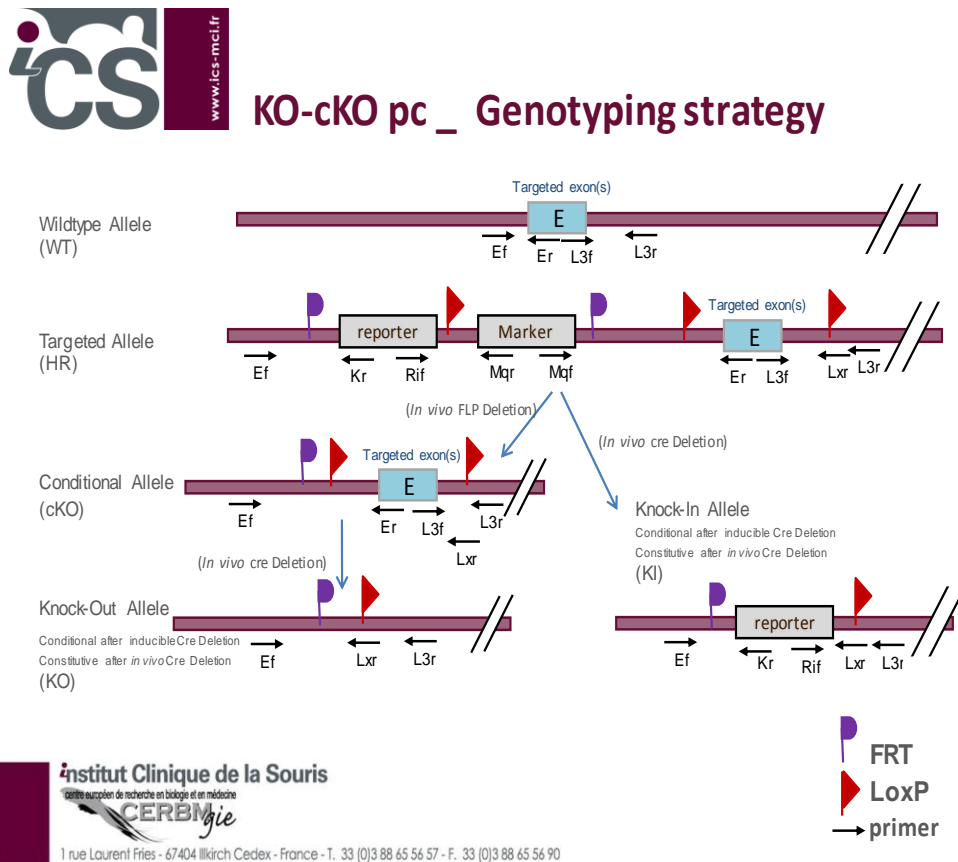 iCS
www.ics-mci.fr
KO-cKO pc _ Genotyping strategy
Targeted exon(s)
Wildtype Allele
(WT)
E
Ef Er L3f L3r
Targeted Allele
(HR)
Targeted exon(s)
reporter Marker E
Ef Kr Rif Mqr Mqf Er L3f Lxr L3r
(In vivo FLP Deletion)
(In vivo cre Deletion)
Conditional Allele
(cKO)
Targeted exon(s)
E
Ef Er L3f L3r
Lxr
(In vivo cre Deletion)
Knock-In Allele
Conditional after inducible Cre Deletion
Constitutive after in vivo Cre Deletion
(KI)
reporter
Ef Kr Rif Lxr L3r
Knock-Out Allele
Conditional after inducible Cre Deletion
Constitutive after in vivo Cre Deletion
(KO)
Ef Lxr L3r
FRT
LoxP
primer
institut Clinique de la Souris
centre européen de recherche en biologie et en médecine
CERBM gie
1 rue Laurent Fries - 67404 Illkirch Cedex - France - T. 33 (0)3 88 65 56 57 - F. 33 (0)3 88 65 56 90